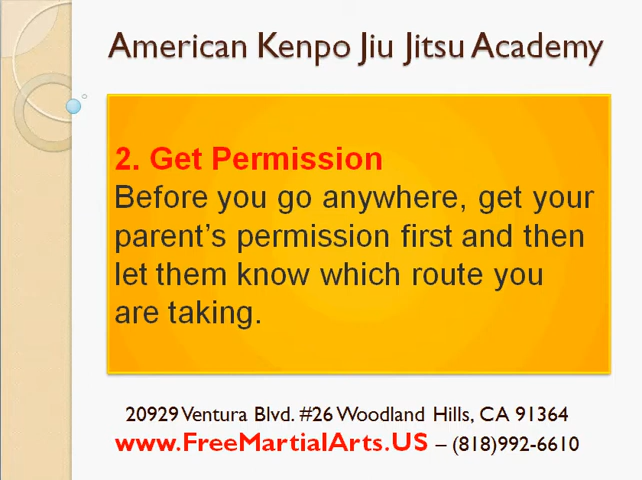 American Kenpo Jiu Jitsu Academy
2. Get Permission
Before you go anywhere, get your
parent's permission first and then
let them know which route you
are taking.
20929 Ventura Blvd. #26 Woodland Hills, CA 91364
www.FreeMartialArts.US – (818)992-6610